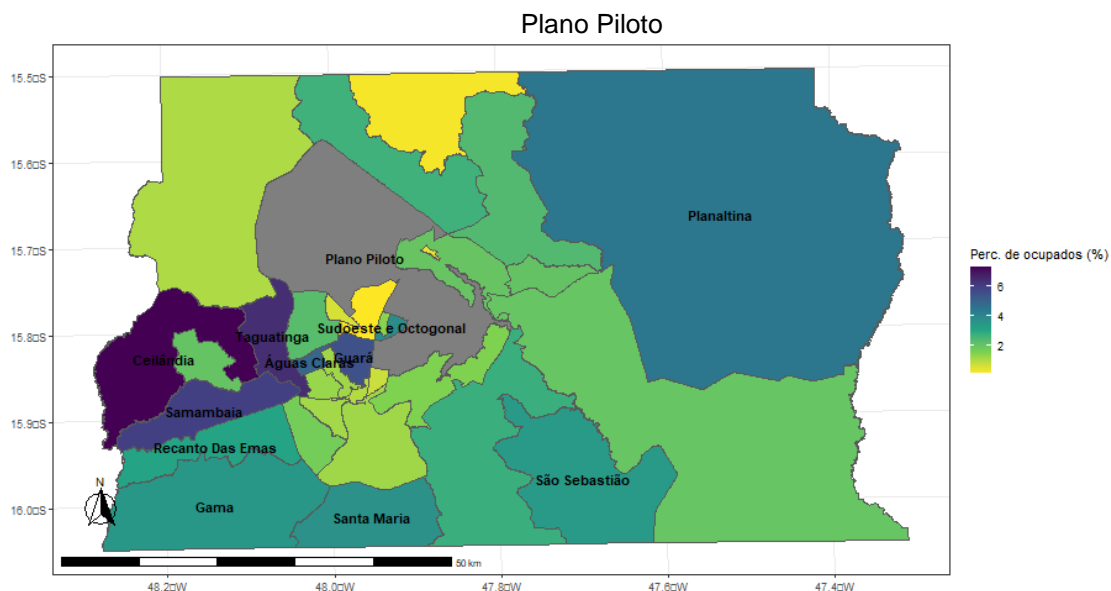 Plano Piloto
15.5□S
15.6□S
15.7□S
15.8□S
15.9□S
16.0□S
Planaltina
Plano Piloto
Sudoeste e Octogonal
Taguatinga
Ceilândia
Águas Claras
Guará
Samambaia
Recanto Das Emas
São Sebastião
Gama
Santa Maria
N
50 km
48.2□W
48.0□W
47.8□W
47.6□W
47.4□W
Perc. de ocupados (%)
6
4
2